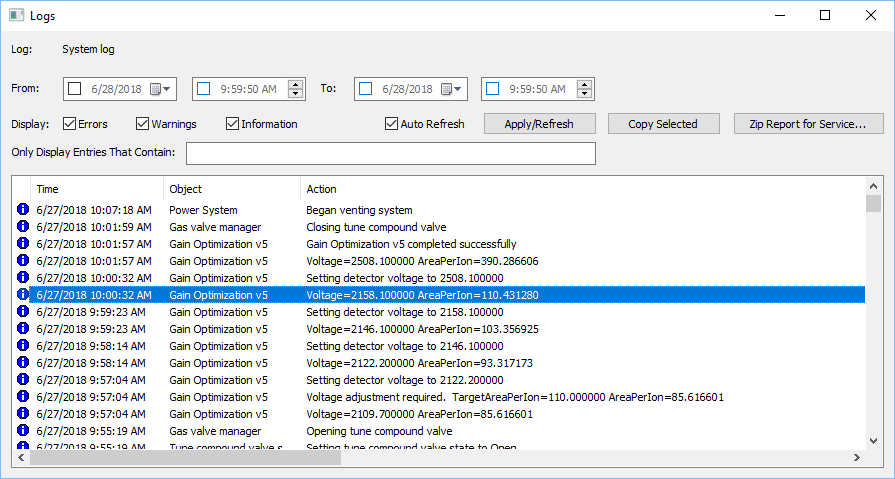 Logs
Log: System log
From: 6/28/2018 9:59:50 AM To: 6/28/2018 9:59:50 AM
Display: Errors Warnings Information Auto Refresh Apply/Refresh Copy Selected Zip Report for Service...
Only Display Entries That Contain:
Time Object Action
6/27/2018 10:07:18 AM Power System Began venting system
6/27/2018 10:01:59 AM Gas valve manager Closing tune compound valve
6/27/2018 10:01:57 AM Gain Optimization v5 Gain Optimization v5 completed successfully
6/27/2018 10:01:57 AM Gain Optimization v5 Voltage=2508.100000 AreaPerIon=390.286606
6/27/2018 10:00:32 AM Gain Optimization v5 Setting detector voltage to 2508.100000
6/27/2018 10:00:32 AM Gain Optimization v5 Voltage=2158.100000 AreaPerIon=110.431280
6/27/2018 9:59:23 AM Gain Optimization v5 Setting detector voltage to 2158.100000
6/27/2018 9:59:23 AM Gain Optimization v5 Voltage=2146.100000 AreaPerIon=103.356925
6/27/2018 9:58:14 AM Gain Optimization v5 Setting detector voltage to 2146.100000
6/27/2018 9:58:14 AM Gain Optimization v5 Voltage=2122.200000 AreaPerIon=93.317173
6/27/2018 9:57:04 AM Gain Optimization v5 Setting detector voltage to 2122.200000
6/27/2018 9:57:04 AM Gain Optimization v5 Voltage adjustment required.  TargetAreaPerIon=110.000000 AreaPerIon=85.616601
6/27/2018 9:57:04 AM Gain Optimization v5 Voltage=2109.700000 AreaPerIon=85.616601
6/27/2018 9:55:19 AM Gas valve manager Opening tune compound valve
6/27/2018 9:55:19 AM Tune compound valve s Setting tune compound valve state to Open